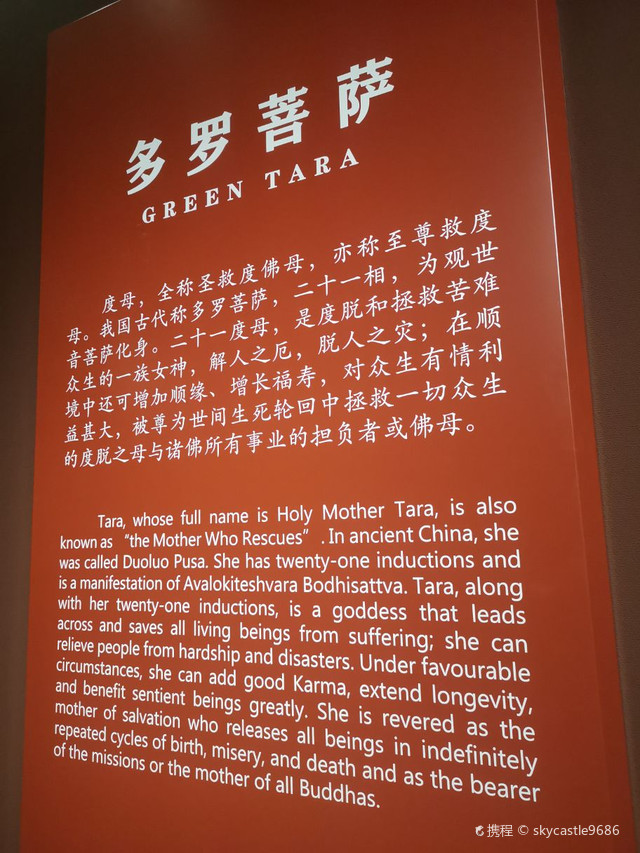 多罗菩萨
GREEN TARA
度母，全称圣救度佛母，亦称至尊救度
母。我国古代称多罗菩萨，二十一相，为观世
音菩萨化身。二十一度母，是度脱和拯救苦难
众生的一族女神，解人之厄，脱人之灾；在顺
境中还可增加顺缘、增长福寿，对众生有情利
益甚大，被尊为世间生死轮回中拯救一切众生
的度脱之母与诸佛所有事业的担负者或佛母。
Tara, whose full name is Holy Mother Tara, is also
known as “the Mother Who Rescues” . In ancient China, she
was called Duoluo Pusa. She has twenty-one inductions and
is a manifestation of Avalokiteshvara Bodhisattva. Tara, along
with her twenty-one inductions, is a goddess that leads
across and saves all living beings from suffering; she can
relieve people from hardship and disasters. Under favourable
circumstances, she can add good Karma, extend longevity,
and benefit sentient beings greatly. She is revered as the
mother of salvation who releases all beings in indefinitely
repeated cycles of birth, misery, and death and as the bearer
of the missions or the mother of all Buddhas.
携程 © skycastle9686